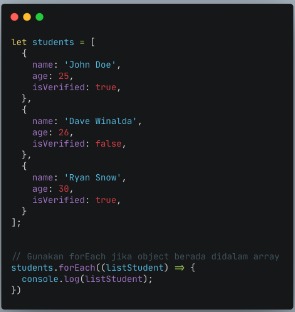 let students = [
  {
    name: 'John Doe',
    age: 25,
    isVerified: true,
  },
  {
    name: 'Dave Winalda',
    age: 26,
    isVerified: false,
  },
  {
    name: 'Ryan Snow',
    age: 30,
    isVerified: true,
  }
];
// Gunakan forEach jika object berada didalam array
students.forEach((listStudent) => {
  console.log(listStudent);
})